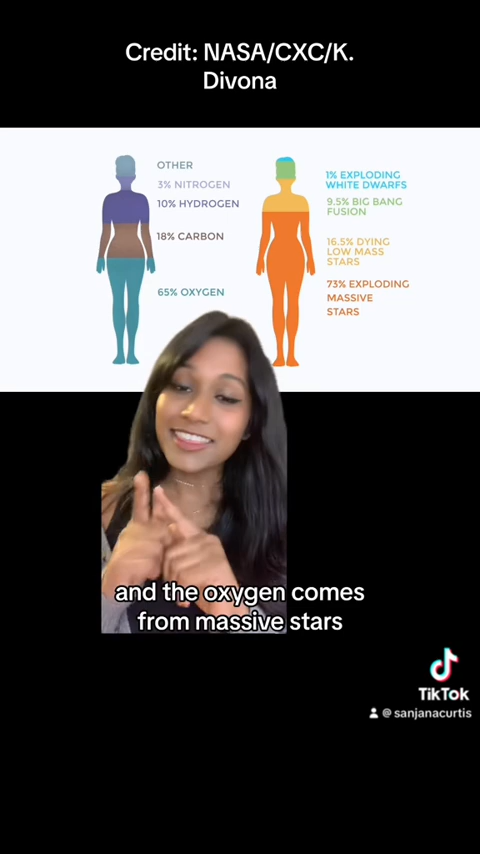 Credit: NASA/CXC/K.
Divona
OTHER
3% NITROGEN
10% HYDROGEN
18% CARBON
65% OXYGEN
1% EXPLODING
WHITE DWARFS
9.5% BIG BANG
FUSION
16.5% DYING
LOW MASS
STARS
73% EXPLODING
MASSIVE
STARS
and the oxygen comes
from massive stars
TikTok
@ sanjanacurtis